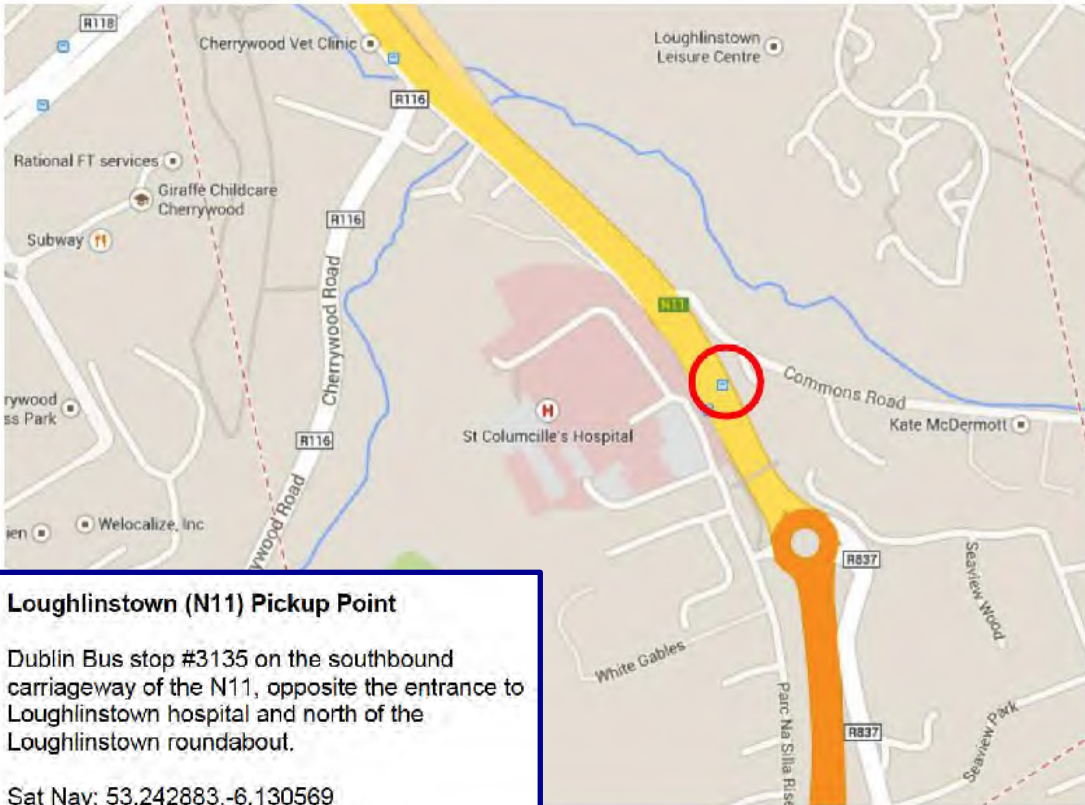 R118
Cherrywood Vet Clinic
Loughlinstown
Leisure Centre
R116
Rational FT services
Giraffe Childcare
Cherrywood
R116
Subway
Cherrywood Road
N11
Commons Road
rywood
ss Park
H
St Columcille's Hospital
Kate McDermott
R116
ien
Welocalize, Inc
ywood Road
R837
Seaview Wood
White Gables
Parc Na Silla Rise
R837
Seaview Park
Loughlinstown (N11) Pickup Point
Dublin Bus stop #3135 on the southbound
carriageway of the N11, opposite the entrance to
Loughlinstown hospital and north of the
Loughlinstown roundabout.
Sat Nav: 53.242883,-6.130569